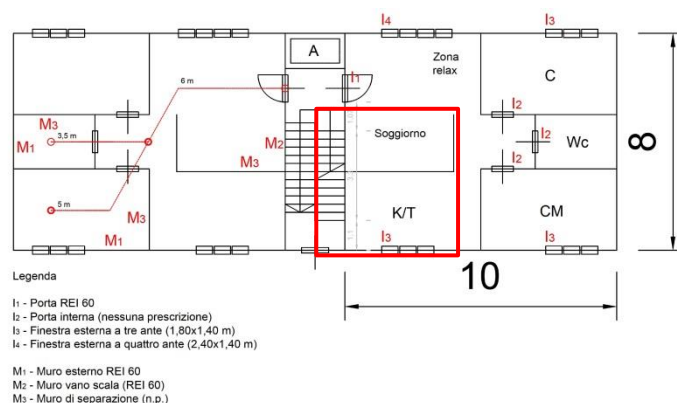 I₄
I₃
A
Zona
relax
6 m
I₁
C
M₃
3,5 m
M₁
M₂
M₃
Soggiorno
I₂
I₂
Wc
I₂
8
5 m
M₃
M₁
K/T
I₃
CM
I₃
10
Legenda
I₁ - Porta REI 60
I₂ - Porta interna (nessuna prescrizione)
I₃ - Finestra esterna a tre ante (1,80x1,40 m)
I₄ - Finestra esterna a quattro ante (2,40x1,40 m)
M₁ - Muro esterno REI 60
M₂ - Muro vano scala (REI 60)
M₃ - Muro di separazione (n.p.)